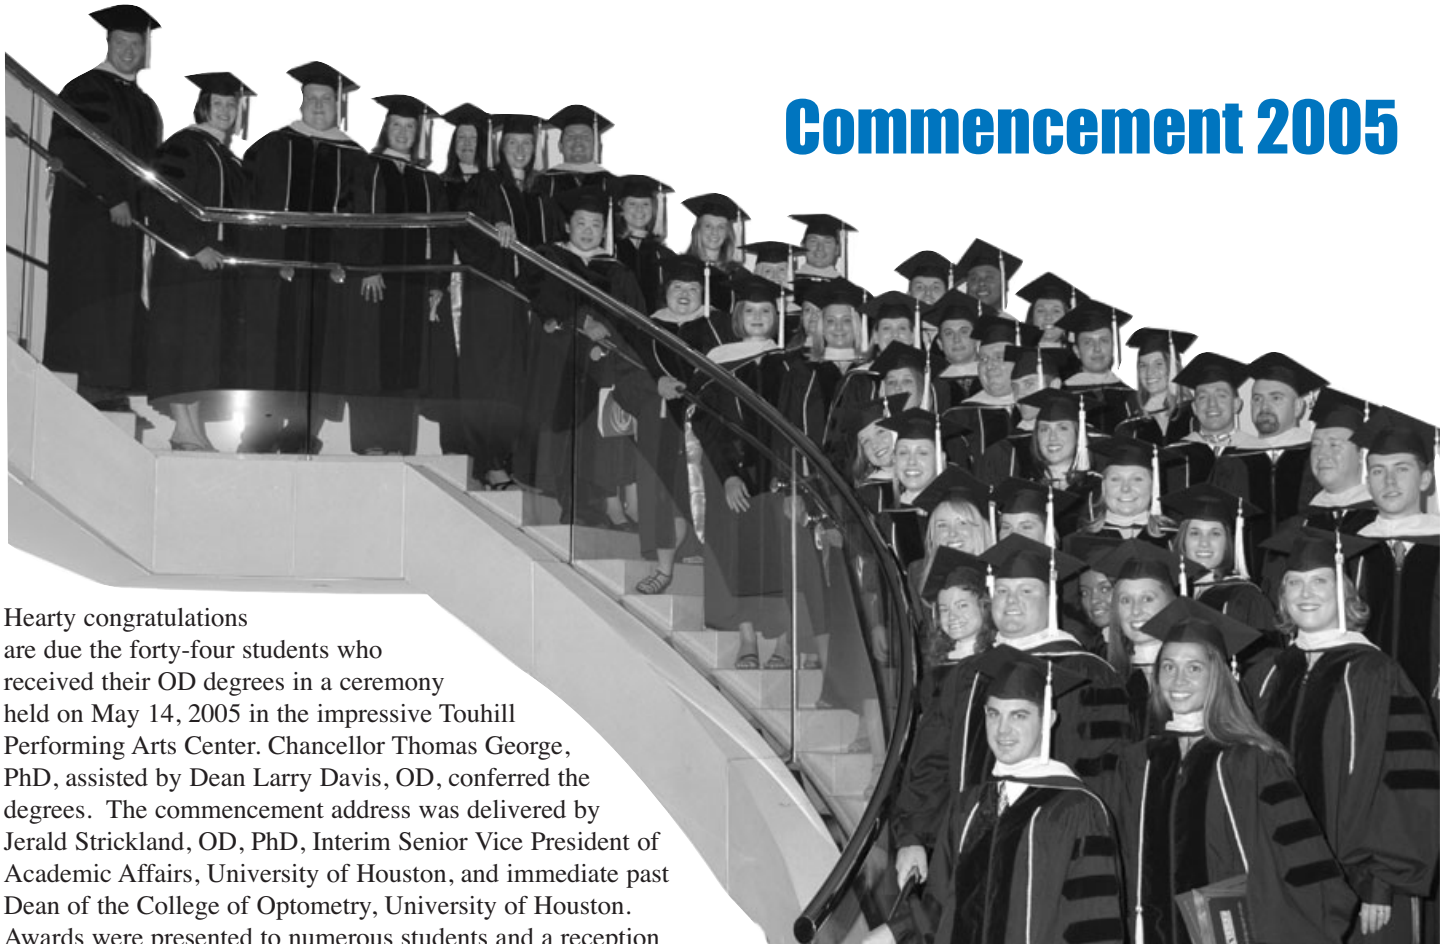 Commencement 2005
Hearty congratulations
are due the forty-four students who
received their OD degrees in a ceremony
held on May 14, 2005 in the impressive Touhill
Performing Arts Center. Chancellor Thomas George,
PhD, assisted by Dean Larry Davis, OD, conferred the
degrees.  The commencement address was delivered by
Jerald Strickland, OD, PhD, Interim Senior Vice President of
Academic Affairs, University of Houston, and immediate past
Dean of the College of Optometry, University of Houston.
Awards were presented to numerous students and a reception